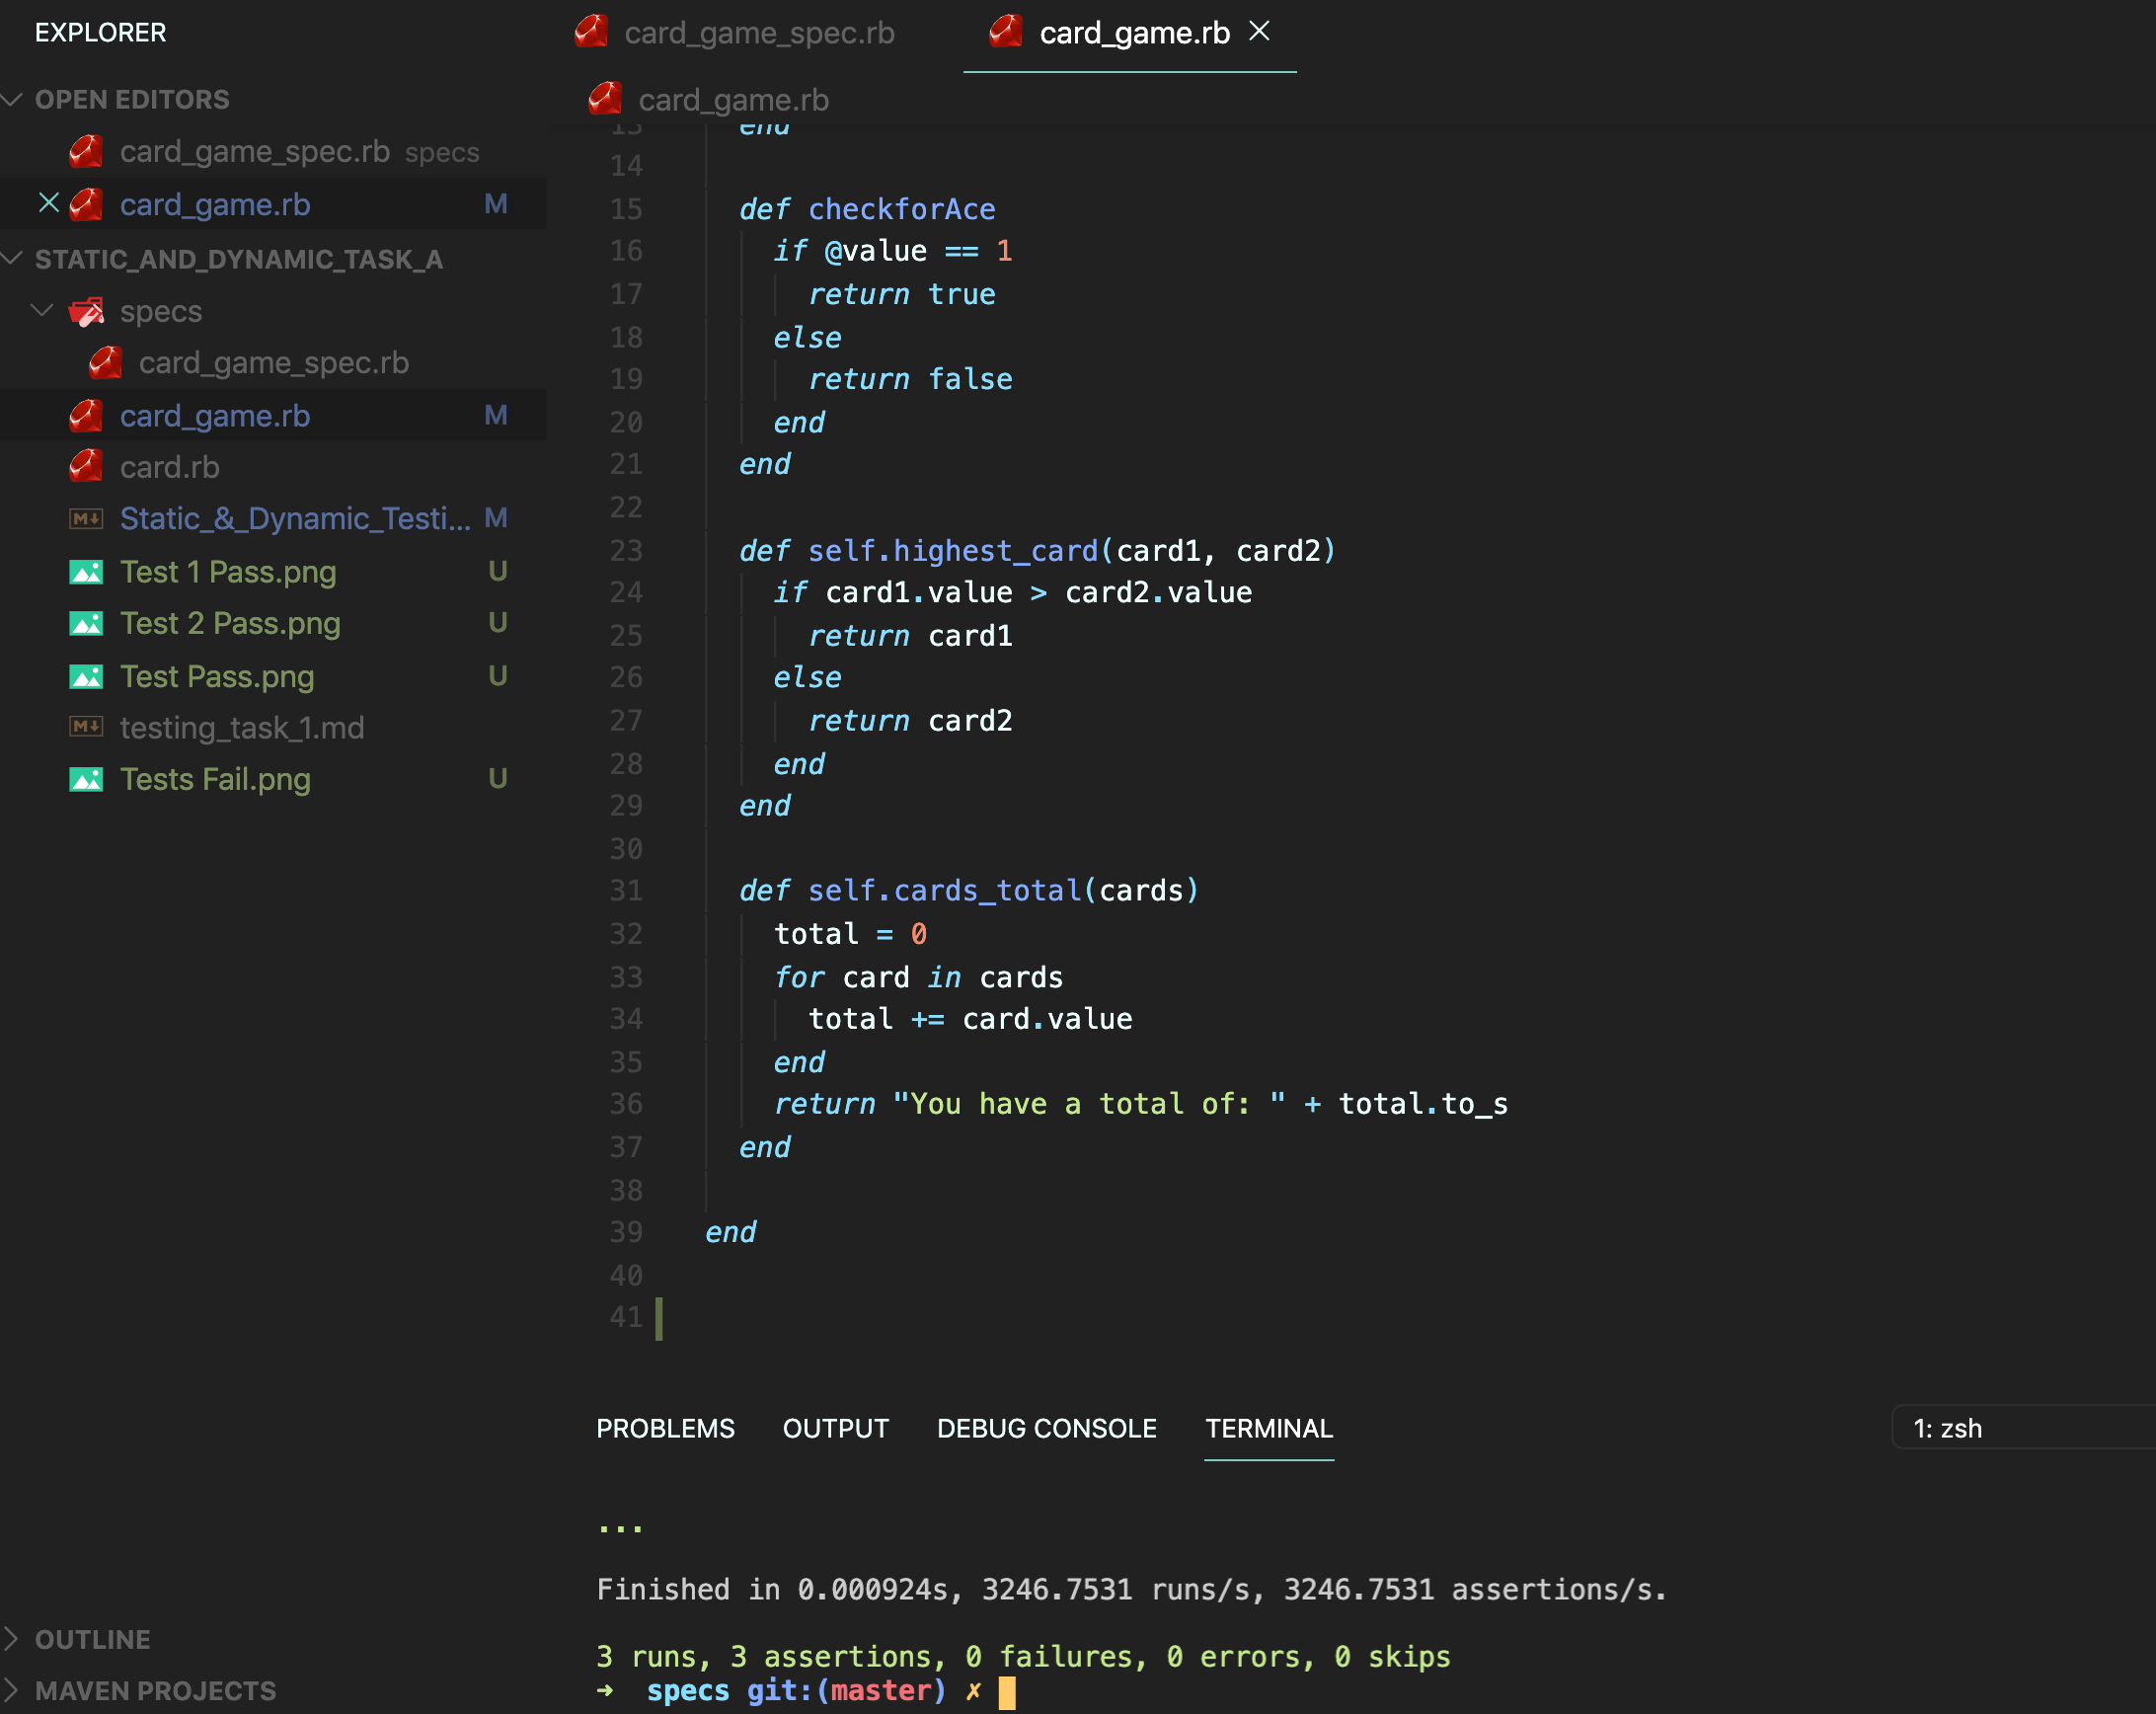 EXPLORER
OPEN EDITORS
card_game_spec.rb specs
card_game.rb M
STATIC_AND_DYNAMIC_TASK_A
specs
card_game_spec.rb
card_game.rb M
card.rb
Static_&_Dynamic_Testi... M
Test 1 Pass.png U
Test 2 Pass.png U
Test Pass.png U
testing_task_1.md
Tests Fail.png U
OUTLINE
MAVEN PROJECTS
card_game_spec.rb
card_game.rb
card_game.rb
13 end
14
15 def checkforAce
16 if @value == 1
17 return true
18 else
19 return false
20 end
21 end
22
23 def self.highest_card(card1, card2)
24 if card1.value > card2.value
25 return card1
26 else
27 return card2
28 end
29 end
30
31 def self.cards_total(cards)
32 total = 0
33 for card in cards
34 total += card.value
35 end
36 return "You have a total of: " + total.to_s
37 end
38
39 end
40
41
PROBLEMS OUTPUT DEBUG CONSOLE TERMINAL 1: zsh
...
Finished in 0.000924s, 3246.7531 runs/s, 3246.7531 assertions/s.
3 runs, 3 assertions, 0 failures, 0 errors, 0 skips
➜ specs git:(master) ✗